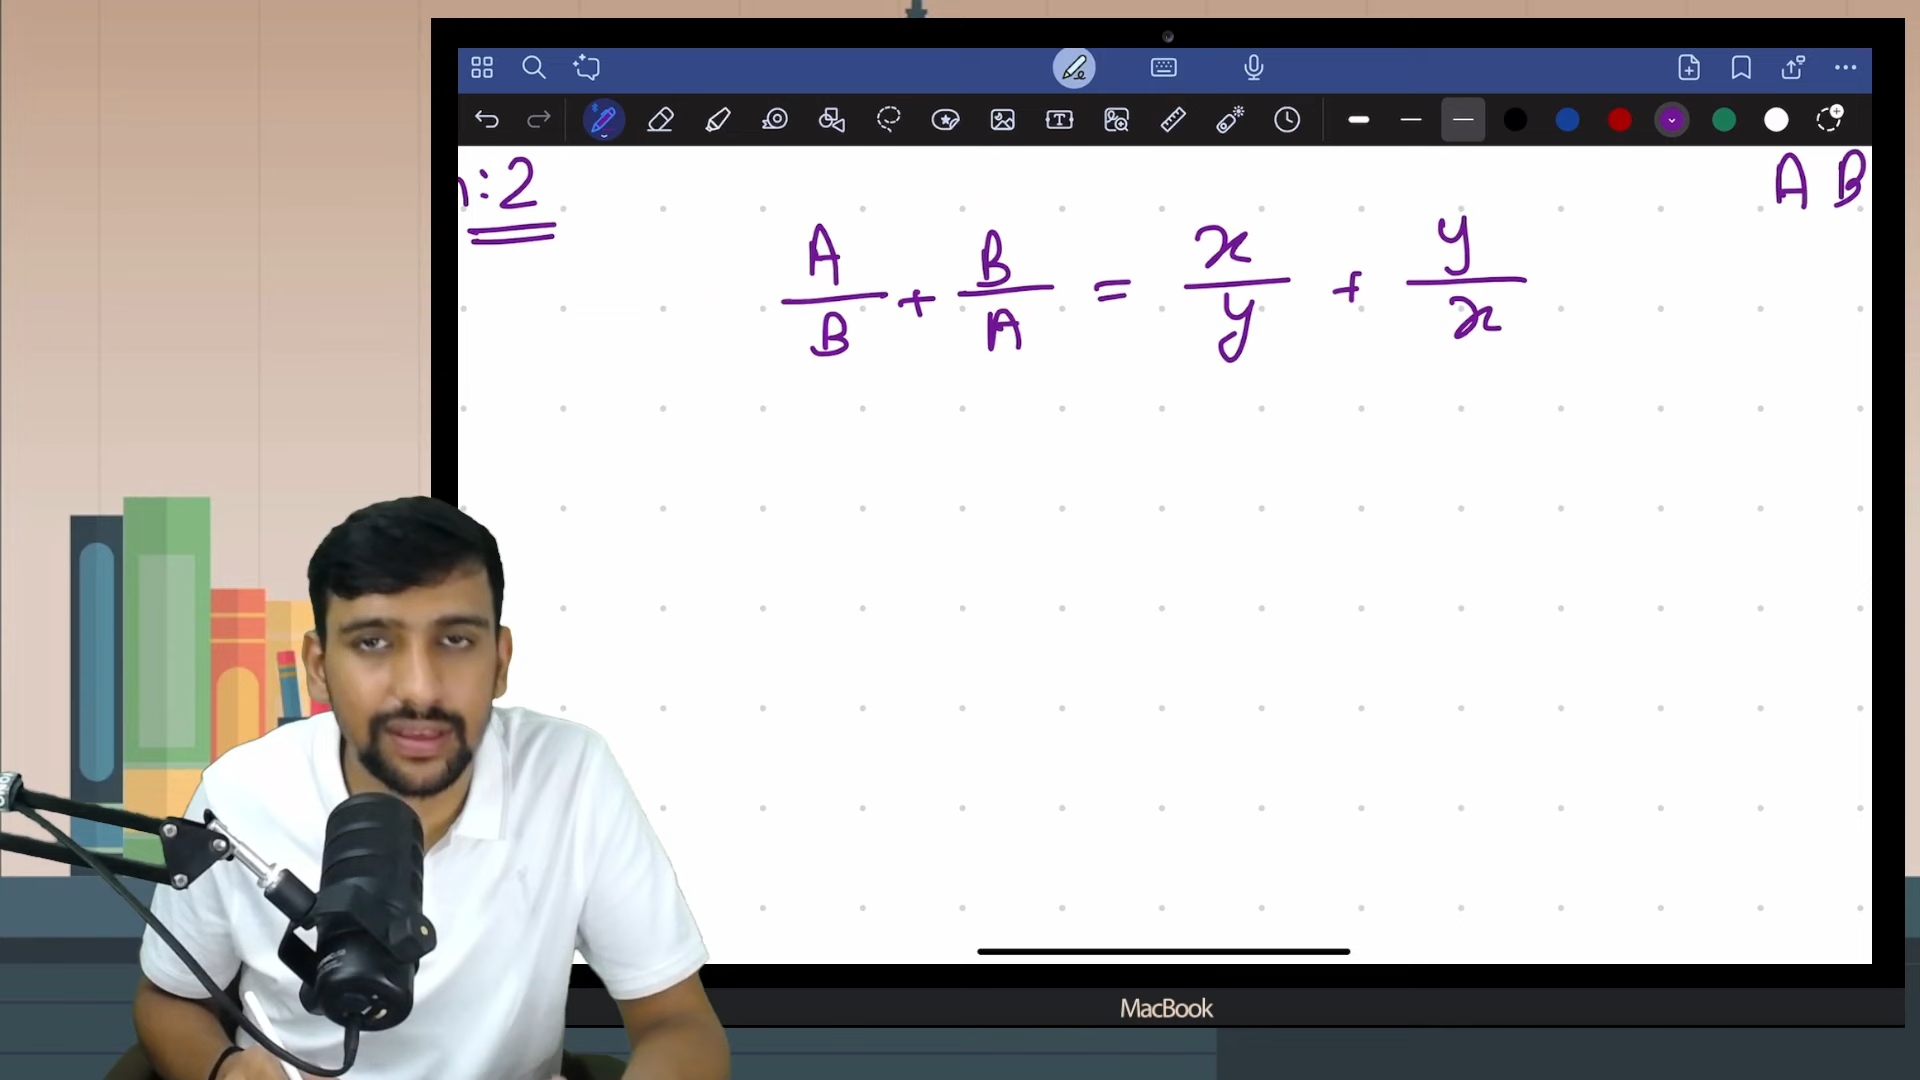 n:2
A B
A/B + B/A = x/y + y/x
MacBook